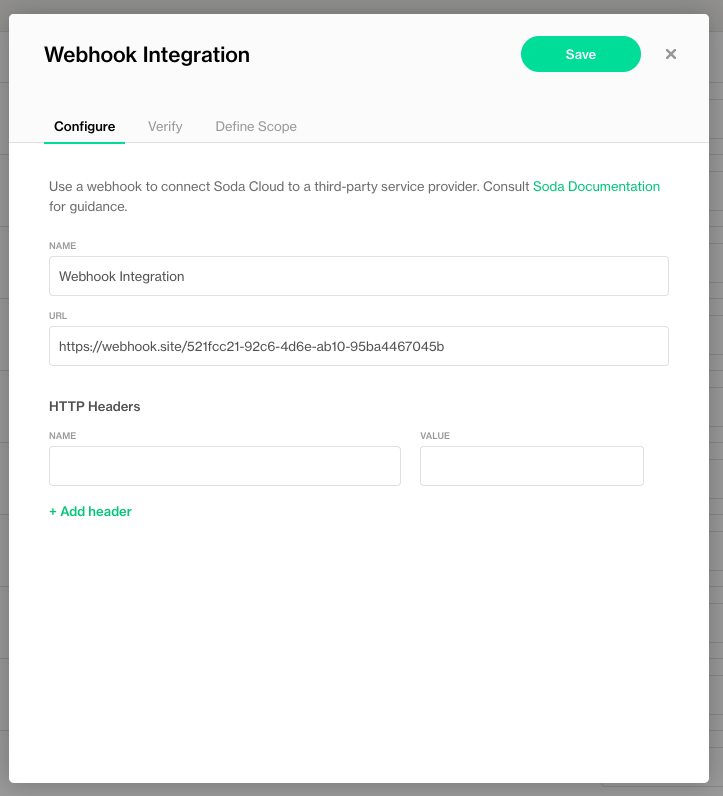 Webhook Integration
Save
Configure
Verify
Define Scope
Use a webhook to connect Soda Cloud to a third-party service provider. Consult Soda Documentation
for guidance.
NAME
Webhook Integration
URL
https://webhook.site/521fcc21-92c6-4d6e-ab10-95ba4467045b
HTTP Headers
NAME
VALUE
+ Add header